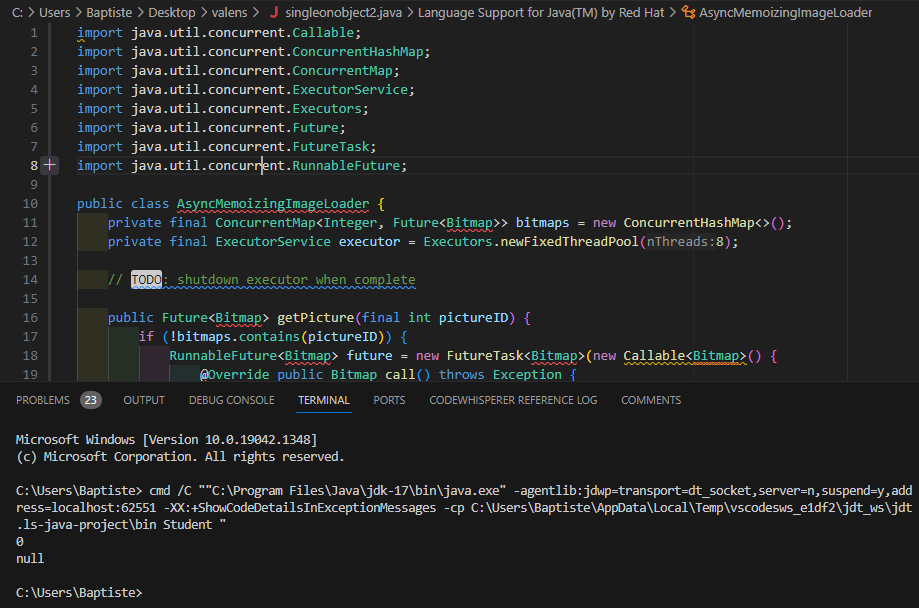 C: > Users > Baptiste > Desktop > valens > J singleonobject2.java > Language Support for Java(TM) by Red Hat > AsyncMemoizingImageLoader
1 import java.util.concurrent.Callable;
2 import java.util.concurrent.ConcurrentHashMap;
3 import java.util.concurrent.ConcurrentMap;
4 import java.util.concurrent.ExecutorService;
5 import java.util.concurrent.Executors;
6 import java.util.concurrent.Future;
7 import java.util.concurrent.FutureTask;
8 import java.util.concurrent.RunnableFuture;
9
10 public class AsyncMemoizingImageLoader {
11 private final ConcurrentMap<Integer, Future<Bitmap>> bitmaps = new ConcurrentHashMap<>();
12 private final ExecutorService executor = Executors.newFixedThreadPool(nThreads:8);
13
14 // TODO: shutdown executor when complete
15
16 public Future<Bitmap> getPicture(final int pictureID) {
17 if (!bitmaps.contains(pictureID)) {
18 RunnableFuture<Bitmap> future = new FutureTask<Bitmap>(new Callable<Bitmap>() {
19 @Override public Bitmap call() throws Exception {
PROBLEMS 23 OUTPUT DEBUG CONSOLE TERMINAL PORTS CODEWHISPERER REFERENCE LOG COMMENTS
Microsoft Windows [Version 10.0.19042.1348]
(c) Microsoft Corporation. All rights reserved.
C:\Users\Baptiste> cmd /C ""C:\Program Files\Java\jdk-17\bin\java.exe" -agentlib:jdwp=transport=dt_socket,server=n,suspend=y,addr
ress=localhost:62551 -XX:+ShowCodeDetailsInExceptionMessages -cp C:\Users\Baptiste\AppData\Local\Temp\vscodesws_e1df2\jdt_ws\jdt
.ls-java-project\bin Student "
0
null
C:\Users\Baptiste>